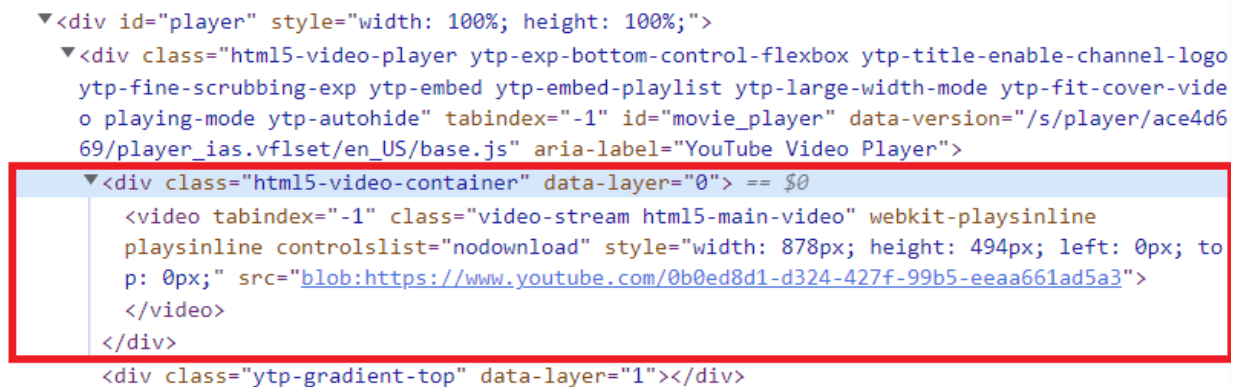 ▼<div id="player" style="width: 100%; height: 100%;">
▼<div class="html5-video-player ytp-exp-bottom-control-flexbox ytp-title-enable-channel-logo
ytp-fine-scrubbing-exp ytp-embed ytp-embed-playlist ytp-large-width-mode ytp-fit-cover-vide
o playing-mode ytp-autohide" tabindex="-1" id="movie_player" data-version="/s/player/ace4d6
69/player_ias.vflset/en_US/base.js" aria-label="YouTube Video Player">
▼<div class="html5-video-container" data-layer="0"> == $0
<video tabindex="-1" class="video-stream html5-main-video" webkit-playsinline
playsinline controlslist="nodownload" style="width: 878px; height: 494px; left: 0px; to
p: 0px;" src="blob:https://www.youtube.com/0b0ed8d1-d324-427f-99b5-eeaa661ad5a3">
</video>
</div>
<div class="ytp-gradient-top" data-layer="1"></div>